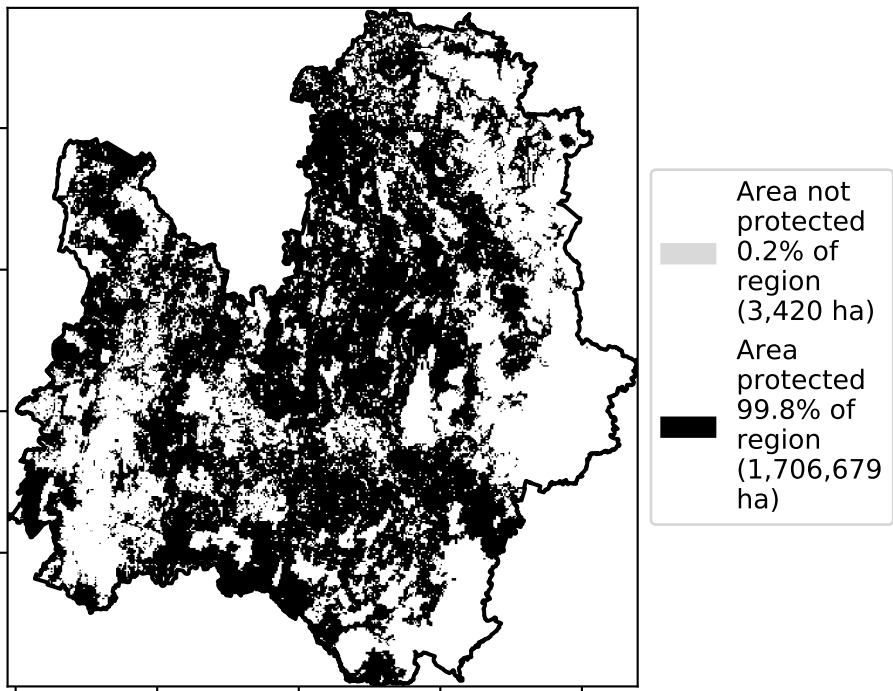 Area not
protected
0.2% of
region
(3,420 ha)
Area
protected
99.8% of
region
(1,706,679
ha)